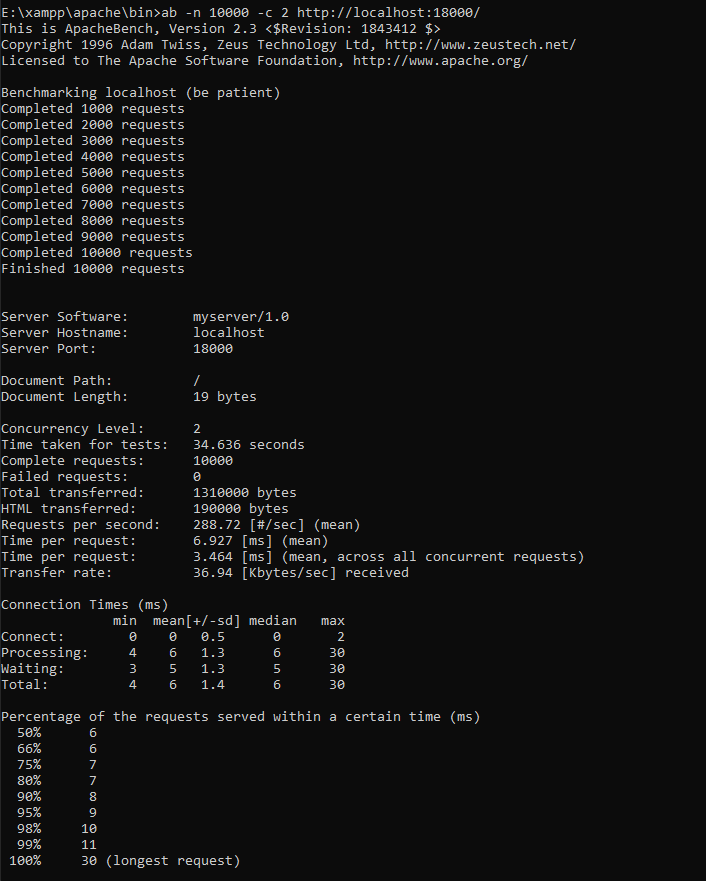 E:\xampp\apache\bin>ab -n 10000 -c 2 http://localhost:18000/
This is ApacheBench, Version 2.3 <$Revision: 1843412 $>
Copyright 1996 Adam Twiss, Zeus Technology Ltd, http://www.zeustech.net/
Licensed to The Apache Software Foundation, http://www.apache.org/

Benchmarking localhost (be patient)
Completed 1000 requests
Completed 2000 requests
Completed 3000 requests
Completed 4000 requests
Completed 5000 requests
Completed 6000 requests
Completed 7000 requests
Completed 8000 requests
Completed 9000 requests
Completed 10000 requests
Finished 10000 requests


Server Software:        myserver/1.0
Server Hostname:        localhost
Server Port:            18000

Document Path:          /
Document Length:        19 bytes

Concurrency Level:      2
Time taken for tests:   34.636 seconds
Complete requests:      10000
Failed requests:        0
Total transferred:      1310000 bytes
HTML transferred:       190000 bytes
Requests per second:    288.72 [#/sec] (mean)
Time per request:       6.927 [ms] (mean)
Time per request:       3.464 [ms] (mean, across all concurrent requests)
Transfer rate:          36.94 [Kbytes/sec] received

Connection Times (ms)
              min  mean[+/-sd] median   max
Connect:        0    0   0.5      0       2
Processing:     4    6   1.3      6      30
Waiting:        3    5   1.3      5      30
Total:          4    6   1.4      6      30

Percentage of the requests served within a certain time (ms)
  50%      6
  66%      6
  75%      7
  80%      7
  90%      8
  95%      9
  98%     10
  99%     11
 100%     30 (longest request)